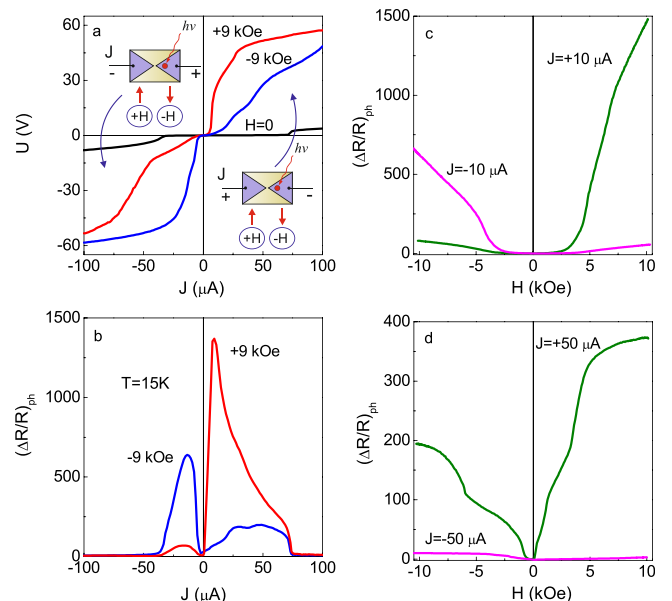 a
+9 kOe
-9 kOe
H=0
hν
J
-
+
+H
-H
hν
J
+
-
+H
-H
U (V)
60
30
0
-30
-60
-100
-50
0
50
100
J (μA)
c
J=+10 μA
J=-10 μA
(ΔR/R)ph
1500
1000
500
0
-10
-5
0
5
10
H (kOe)
b
+9 kOe
T=15K
-9 kOe
(ΔR/R)ph
1500
1000
500
0
-100
-50
0
50
100
J (μA)
d
J=+50 μA
J=-50 μA
(ΔR/R)ph
400
300
200
100
0
-10
-5
0
5
10
H (kOe)